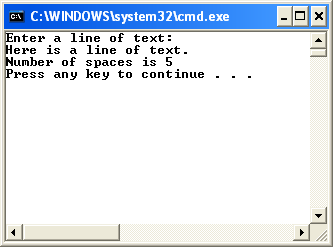 C:\WINDOWS\system32\cmd.exe
Enter a line of text:
Here is a line of text.
Number of spaces is 5
Press any key to continue . . .